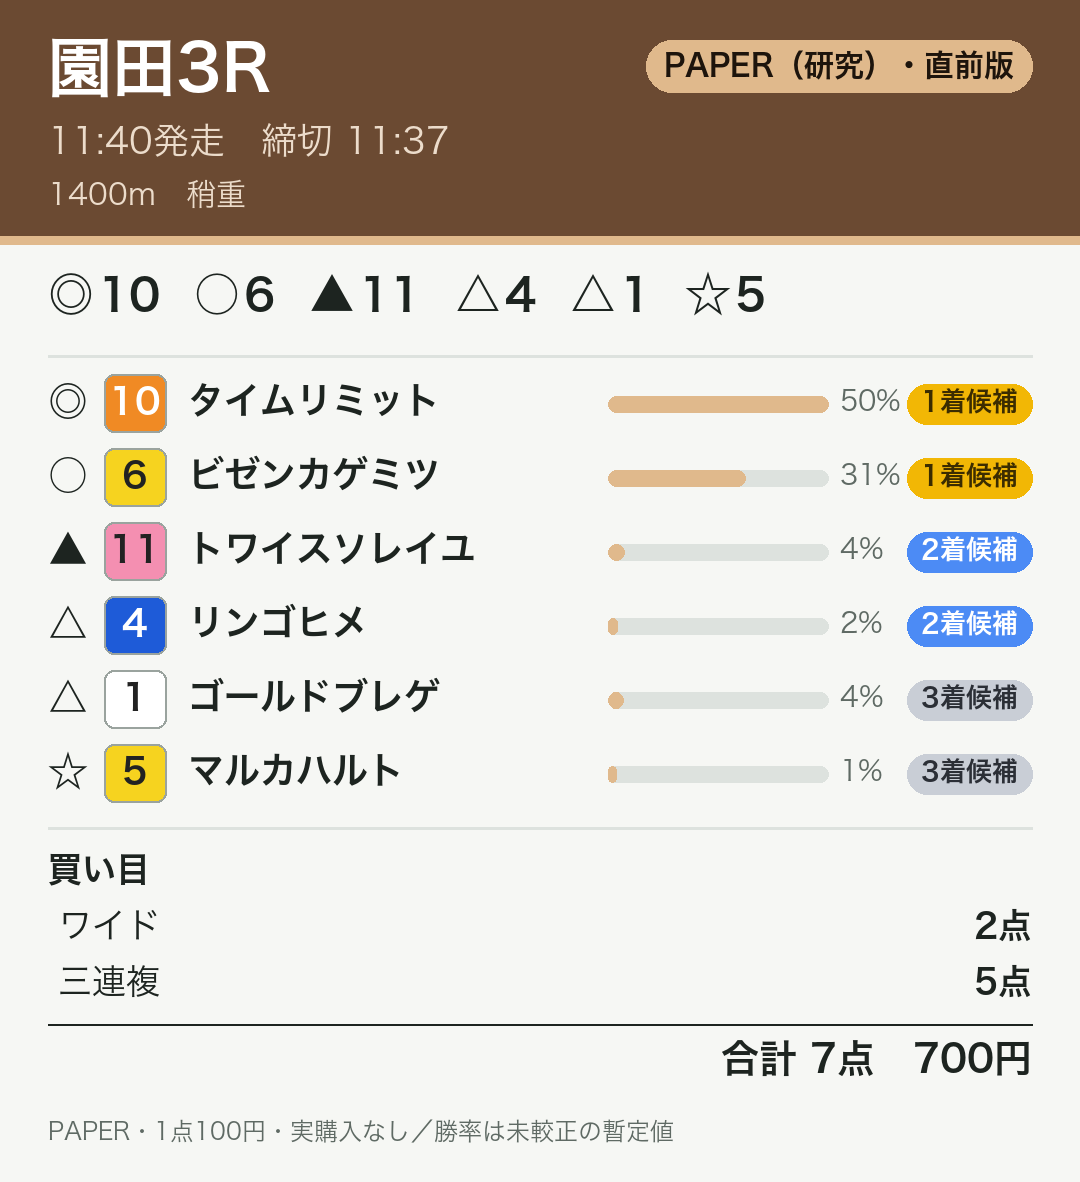 園田3R
PAPER（研究）・直前版
11:40発走　締切 11:37
1400m　稍重
◎10 ○6 ▲11 △4 △1 ☆5
◎ 10 タイムリミット 50% 1着候補
○ 6 ビゼンカゲミツ 31% 1着候補
▲ 11 トワイスソレイユ 4% 2着候補
△ 4 リンゴヒメ 2% 2着候補
△ 1 ゴールドブレゲ 4% 3着候補
☆ 5 マルカハルト 1% 3着候補
買い目
ワイド 2点
三連複 5点
合計 7点　700円
PAPER・1点100円・実購入なし／勝率は未較正の暫定値